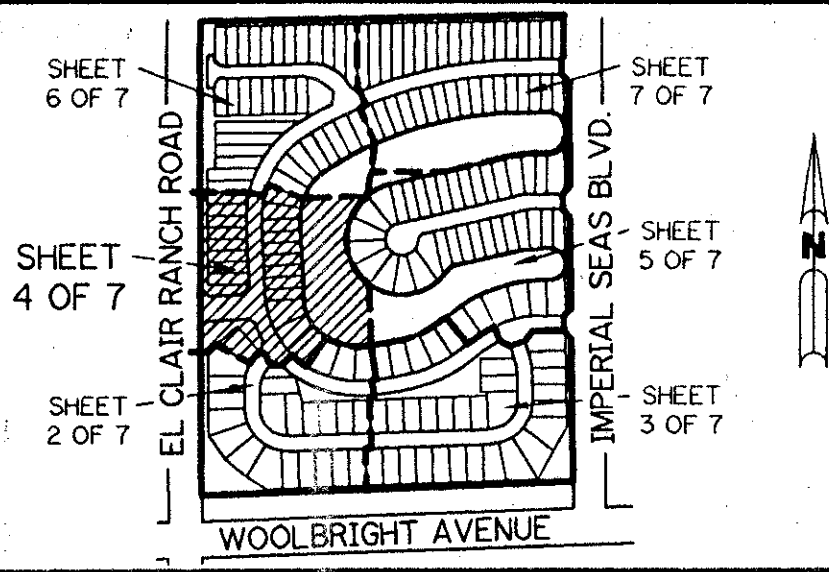 SHEET
6 OF 7
SHEET
7 OF 7
EL CLAIR RANCH ROAD
IMPERIAL SEAS BLVD.
N
SHEET
4 OF 7
SHEET
5 OF 7
SHEET
2 OF 7
SHEET
3 OF 7
WOOLBRIGHT AVENUE